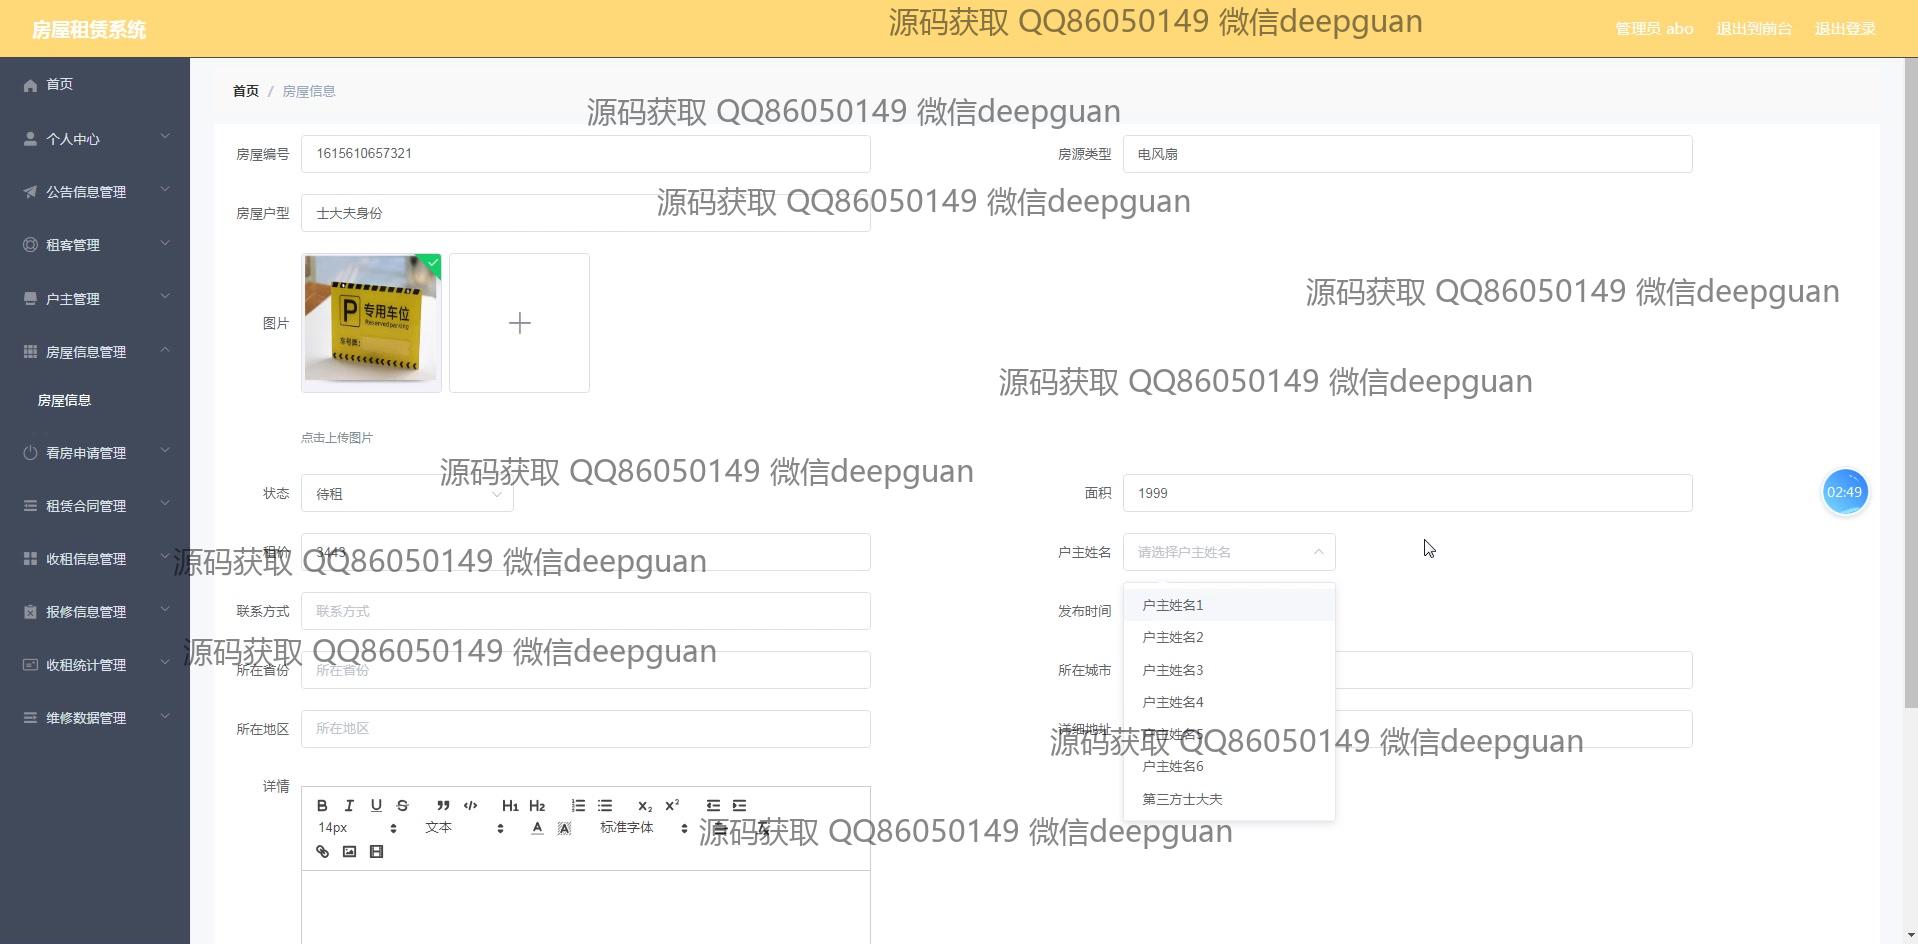 房屋租赁系统
源码获取 QQ86050149 微信deepguan
管理员 abo 退出到前台 退出登录
首页
个人中心
公告信息管理
租客管理
户主管理
房屋信息管理
房屋信息
看房申请管理
租赁合同管理
收租信息管理
报修信息管理
收租统计管理
维修数据管理
首页 / 房屋信息
源码获取 QQ86050149 微信deepguan
房屋编号 1615610657321
房源类型 电风扇
源码获取 QQ86050149 微信deepguan
房屋户型 士大夫身份
图片
P 专用车位
Reserved parking
车号牌:
源码获取 QQ86050149 微信deepguan
源码获取 QQ86050149 微信deepguan
点击上传图片
源码获取 QQ86050149 微信deepguan
状态 待租
面积 1999
02:49
租价 3443
源码获取 QQ86050149 微信deepguan
户主姓名 请选择户主姓名
户主姓名1
户主姓名2
户主姓名3
户主姓名4
户主姓名5
户主姓名6
第三方士大夫
联系方式 联系方式
发布时间
源码获取 QQ86050149 微信deepguan
所在省份 所在省份
所在城市
所在地区 所在地区
详细地址
源码获取 QQ86050149 微信deepguan
详情
B I U S H1 H2 X2 X2
14px 文本 A A 标准字体
源码获取 QQ86050149 微信deepguan